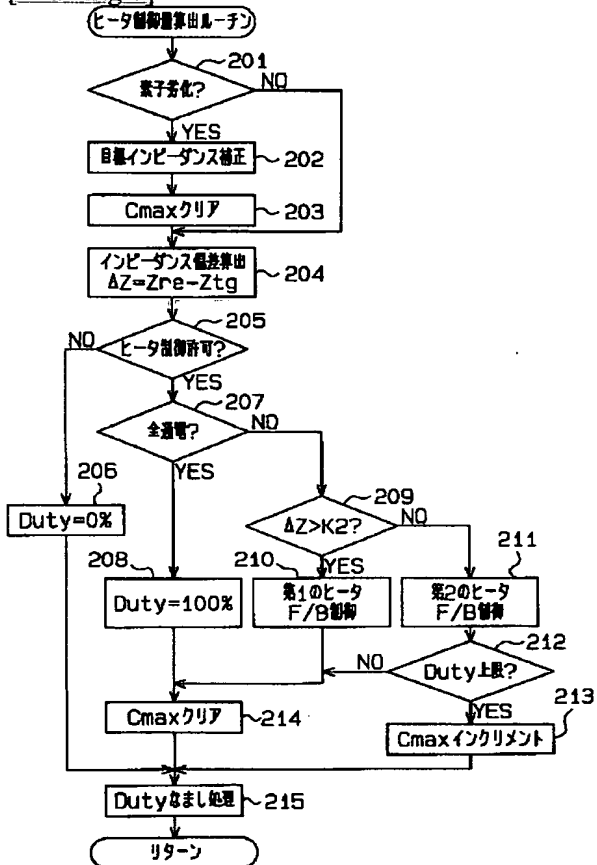 ヒータ制御量算出ルーチン
201
素子劣化?
NO
YES
目標インピーダンス補正
202
Cmaxクリア
203
インピーダンス偏差算出
ΔZ=Zre-Ztg
204
205
ヒータ制御許可?
NO
YES
207
全通電?
NO
YES
206
Duty=0%
209
ΔZ>K2?
NO
YES
208
Duty=100%
210
第1のヒータ
F/B制御
211
第2のヒータ
F/B制御
212
Duty上限?
NO
YES
213
Cmaxクリア
214
Cmaxインクリメント
Dutyなまし処理
215
リターン